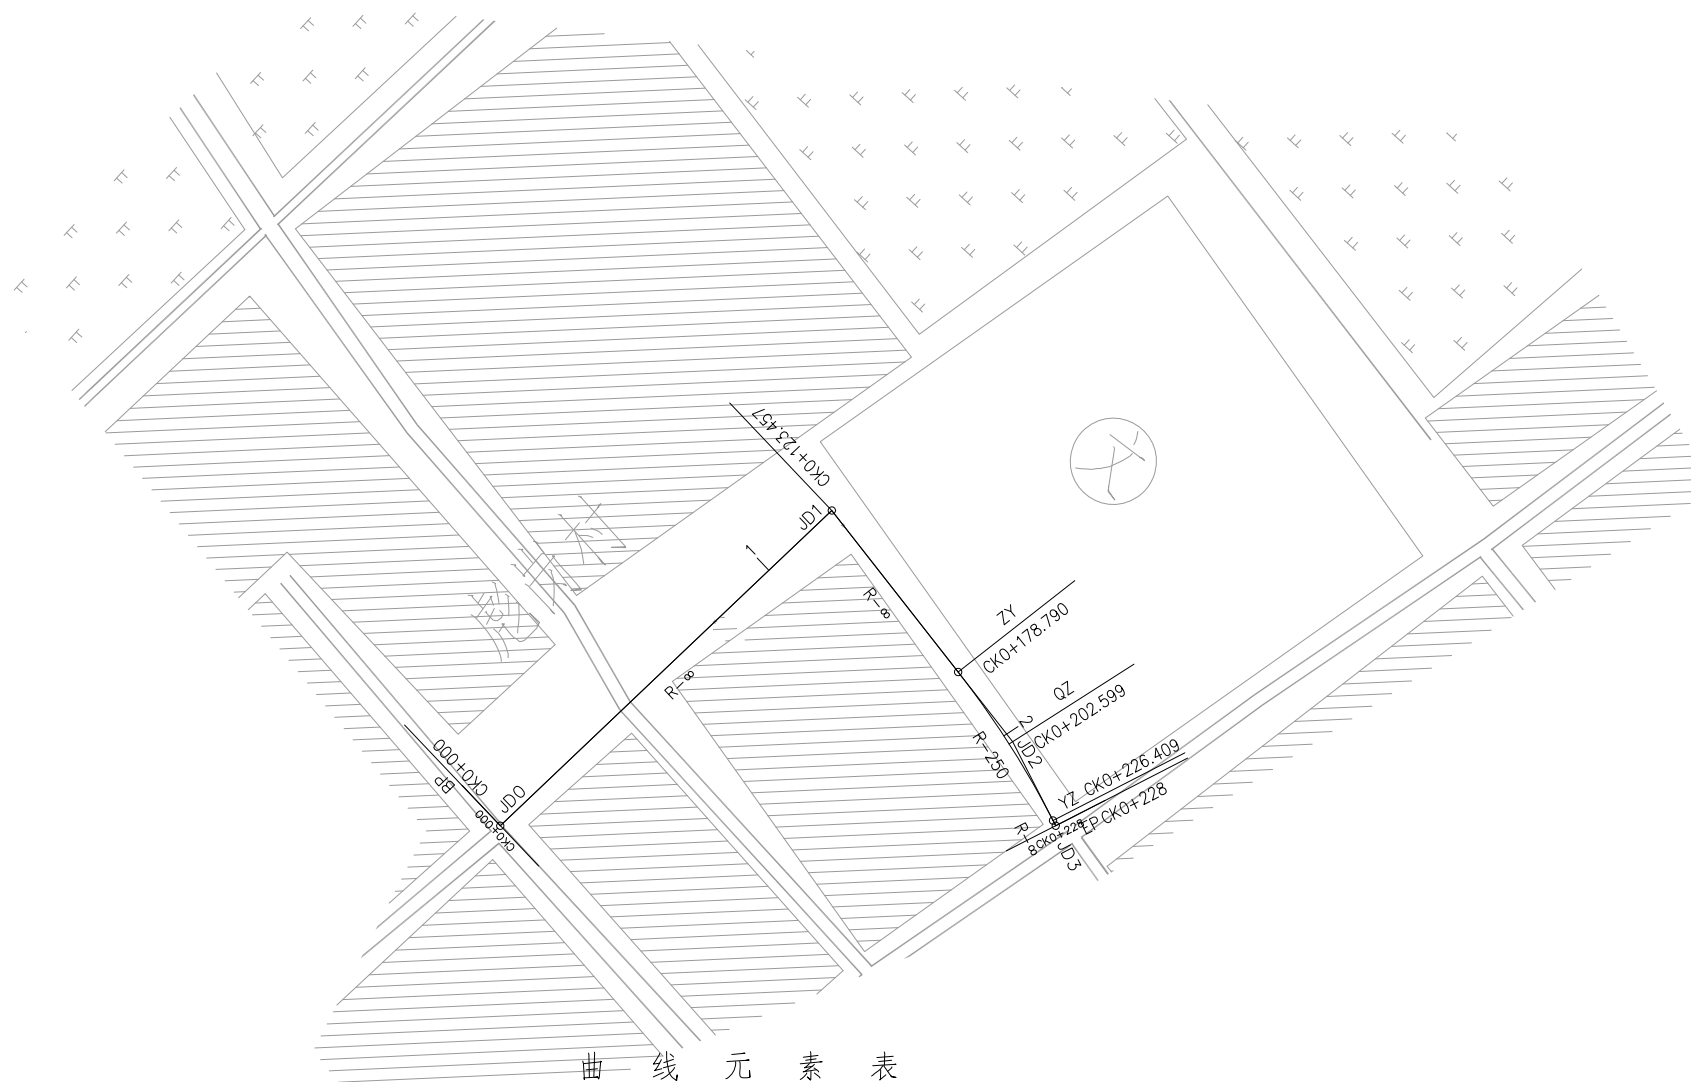 CK0+123.457
JD1
1
R-∞
ZY
CK0+178.790
R-∞
QZ
CK0+202.599
2
JD2
R-250
CK0+000
BP
JD0
CK0+000
YZ CK0+226.409
EP CK0+228
R-∞
CK0+228
JD3
曲线元素表